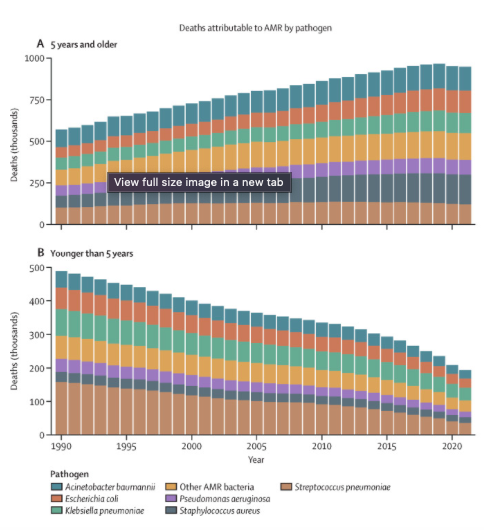 Deaths attributable to AMR by pathogen
A 5 years and older
1000
750
500
250
0
Deaths (thousands)
View full size image in a new tab
B Younger than 5 years
500
400
300
200
100
0
Deaths (thousands)
1990 1995 2000 2005 2010 2015 2020
Year
Pathogen
Acinetobacter baumannii Other AMR bacteria Streptococcus pneumoniae
Escherichia coli Pseudomonas aeruginosa
Klebsiella pneumoniae Staphylococcus aureus